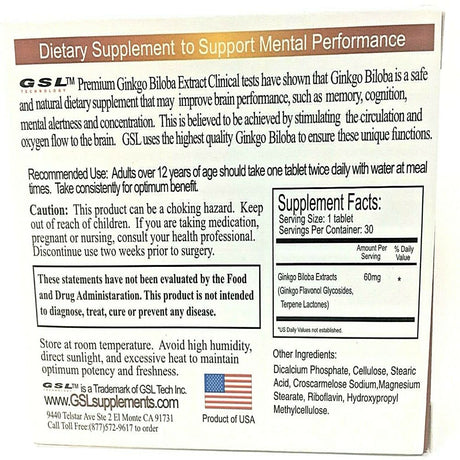 Dietary Supplement to Support Mental Performance
GSL™ Premium Ginkgo Biloba Extract Clinical tests have shown that Ginkgo Biloba is a safe
TECHNOLOGY
and natural dietary supplement that may improve brain performance, such as memory, cognition,
mental alertness and concentration. This is believed to be achieved by stimulating the circulation and
oxygen flow to the brain. GSL uses the highest quality Ginkgo Biloba to ensure these unique functions.
Recommended Use: Adults over 12 years of age should take one tablet twice daily with water at meal
times. Take consistently for optimum benefit.
Caution: This product can be a choking hazard. Keep
out of reach of children. If you are taking medication,
pregnant or nursing, consult your health professional.
Discontinue use two weeks prior to surgery.
These statements have not been evaluated by the Food
and Drug Administaration. This product is not intended
to diagnose, treat, cure or prevent any disease.
Store at room temperature. Avoid high humidity,
direct sunlight, and excessive heat to maintain
optimum potency and freshness.
GSL™ is a Trademark of GSL Tech Inc.
TECHNOLOGY
www.GSLsupplements.com
9440 Telstar Ave Ste 2 El Monte CA 91731
Call Toll Free:(877)572-9617 to order
Product of USA
Supplement Facts:
Serving Size: 1 tablet
Servings Per Container: 30
Amount Per Serving % Daily Value
Ginkgo Biloba Extracts 60mg *
(Ginkgo Flavonol Glycosides,
Terpene Lactones)
*US Daily Values not established.
Other Ingredients:
Dicalcium Phosphate, Cellulose, Stearic
Acid, Croscarmelose Sodium,Magnesium
Stearate, Riboflavin, Hydroxypropyl
Methylcellulose.